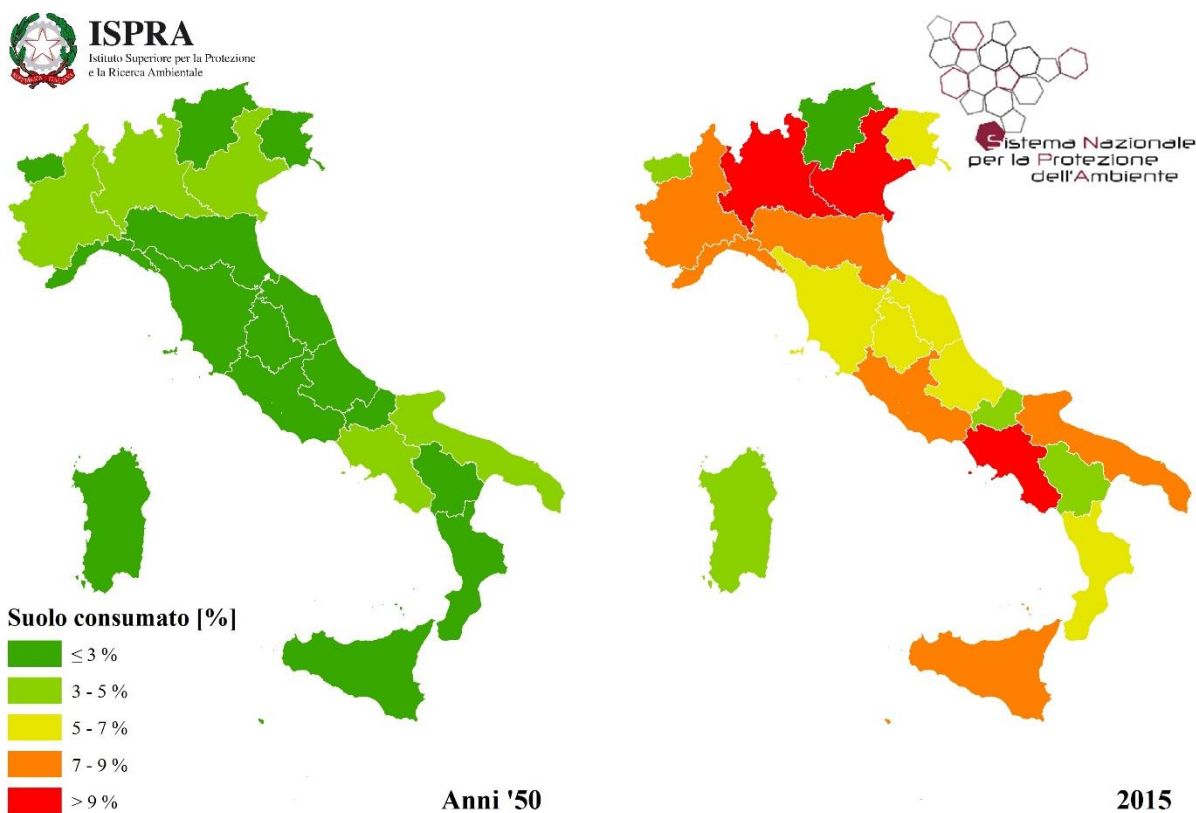 ISPRA
Istituto Superiore per la Protezione
e la Ricerca Ambientale
Sistema Nazionale
per la Protezione
dell'Ambiente
Suolo consumato [%]
≤ 3 %
3 - 5 %
5 - 7 %
7 - 9 %
> 9 %
Anni '50
2015